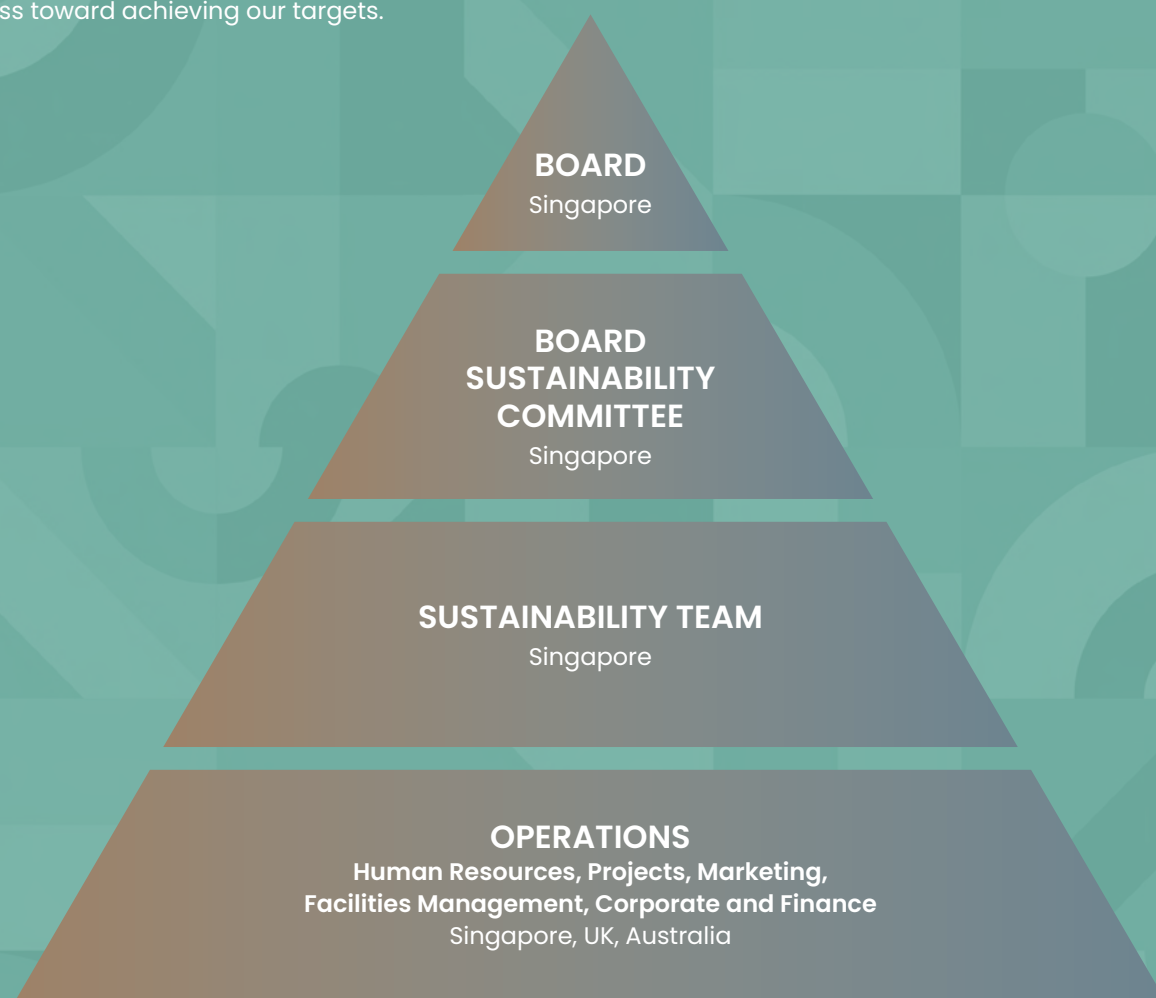 ss toward achieving our targets.
BOARD
Singapore
BOARD
SUSTAINABILITY
COMMITTEE
Singapore
SUSTAINABILITY TEAM
Singapore
OPERATIONS
Human Resources, Projects, Marketing,
Facilities Management, Corporate and Finance
Singapore, UK, Australia